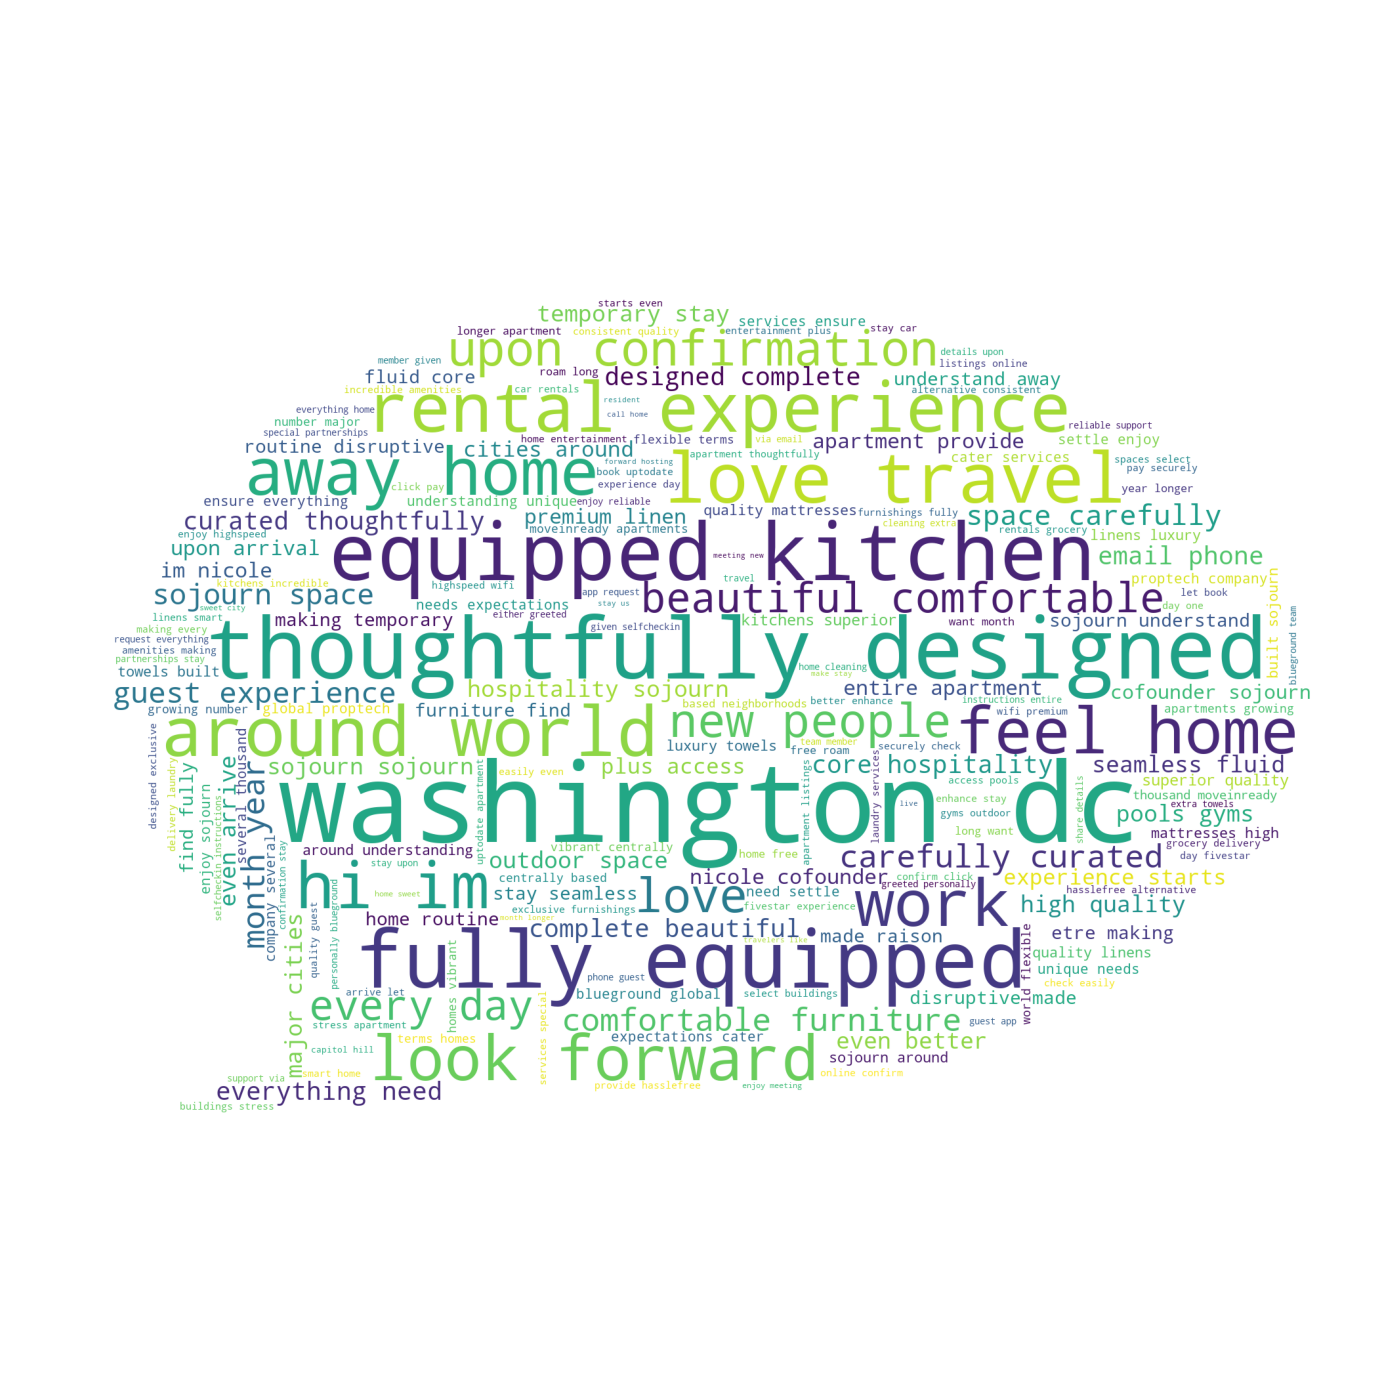 starts even
temporary stay
services ensure
longer apartment
consistent quality
entertainment plus
stay car
upon confirmation
details upon
member given
listings online
fluid core
roam long
designed complete
understand away
incredible amenities
car rentals
alternative consistent
rental experience
resident
everything home
call home
number major
reliable support
special partnerships
routine disruptive
home entertainment
flexible terms
via email
apartment provide
settle enjoy
cities around
apartment thoughtfully
cater services
away home
forward hosting
love travel
spaces select
book uptodate
pay securely
click pay
experience day
year longer
ensure everything
understanding unique
enjoy reliable
quality mattresses
furnishings fully
curated thoughtfully
premium linen
cleaning extra
space carefully
moveinready apartments
rentals grocery
enjoy highspeed
linens luxury
upon arrival
equipped kitchen
meeting new
email phone
im nicole
travel
kitchens incredible
highspeed wifi
proptech company
sojourn space
app request
beautiful comfortable
let book
needs expectations
stay us
day one
sweet city
linens smart
either greeted
making temporary
kitchens superior
want month
sojourn understand
making every
given selfcheckin
built sojourn
blueground team
request everything
thoughtfully designed
amenities making
partnerships stay
home cleaning
towels built
make stay
guest experience
hospitality sojourn
entire apartment
cofounder sojourn
better enhance
instructions entire
growing number
global proptech
furniture find
based neighborhoods
wifi premium
apartments growing
around world
new people
feel home
designed exclusive
luxury towels
team member
free roam
securely check
sojourn sojourn
easily even
plus access
core hospitality
seamless fluid
delivery laundry
find fully
enjoy sojourn
selfcheckin instructions
even arrive
several thousand
month year
company several
confirmation stay
uptodate apartment
apartment listings
laundry services
access pools
superior quality
washington dc
live
enhance stay
thousand moveinready
extra towels
share details
gyms outdoor
pools gyms
long want
mattresses high
around understanding
vibrant centrally
grocery delivery
stay upon
outdoor space
home free
carefully curated
day fivestar
hi im
centrally based
nicole cofounder
confirm click
experience starts
greeted personally
hasslefree alternative
home sweet
stay seamless
love
need settle
work
high quality
exclusive furnishings
fivestar experience
home routine
month longer
complete beautiful
travelers like
made raison
etre making
quality guest
personally blueground
homes vibrant
fully equipped
world flexible
quality linens
phone guest
unique needs
check easily
arrive let
blueground global
select buildings
disruptive made
major cities
every day
services special
stress apartment
comfortable furniture
guest app
terms homes
expectations cater
even better
capitol hill
look forward
sojourn around
support via
smart home
online confirm
everything need
provide hasslefree
enjoy meeting
buildings stress